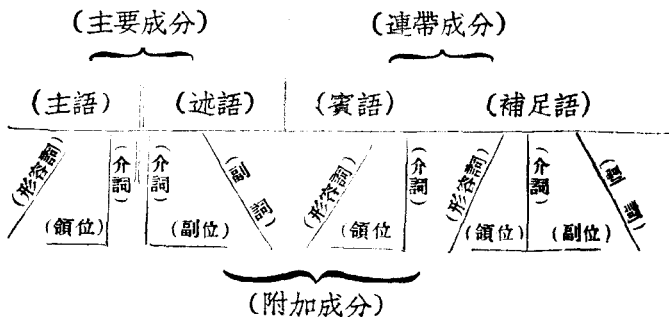 (主要成分) (連帶成分)
(主語) (述語) (賓語) (補足語)
(形容詞) (介詞) (介詞) (副詞) (形容詞) (介詞) (形容詞) (介詞) (副詞)
(領位) (副位) (領位) (副位)
(附加成分)